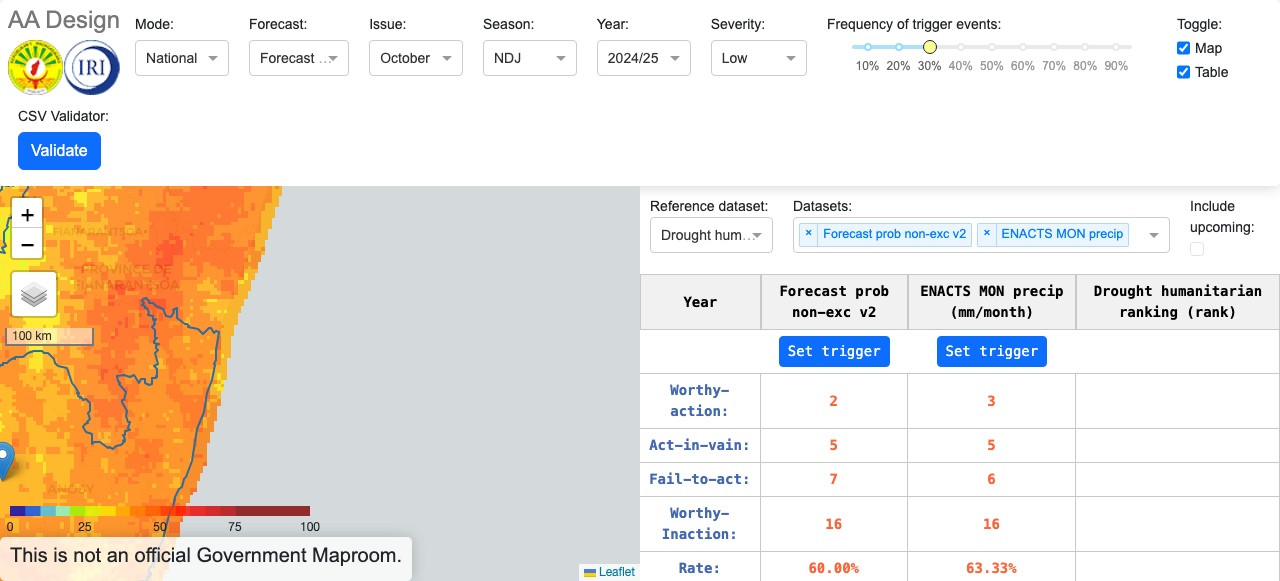 AA Design
IRI
Mode:
National
Forecast:
Forecast ...
Issue:
October
Season:
NDJ
Year:
2024/25
Severity:
Low
Frequency of trigger events:
10% 20% 30% 40% 50% 60% 70% 80% 90%
Toggle:
Map
Table
CSV Validator:
Validate
+
−
FIANARANTSOA
PROVINCE DE
FIANARANTSOA
100 km
ANOSY
0 25 50 75 100
This is not an official Government Maproom.
Leaflet
Reference dataset:
Drought hum...
Datasets:
× Forecast prob non-exc v2 × ENACTS MON precip
Include
upcoming:
Year
Forecast prob
non-exc v2
ENACTS MON precip
(mm/month)
Drought humanitarian
ranking (rank)
Set trigger Set trigger
Worthy-
action:
2 3
Act-in-vain: 5 5
Fail-to-act: 7 6
Worthy-
Inaction:
16 16
Rate: 60.00% 63.33%